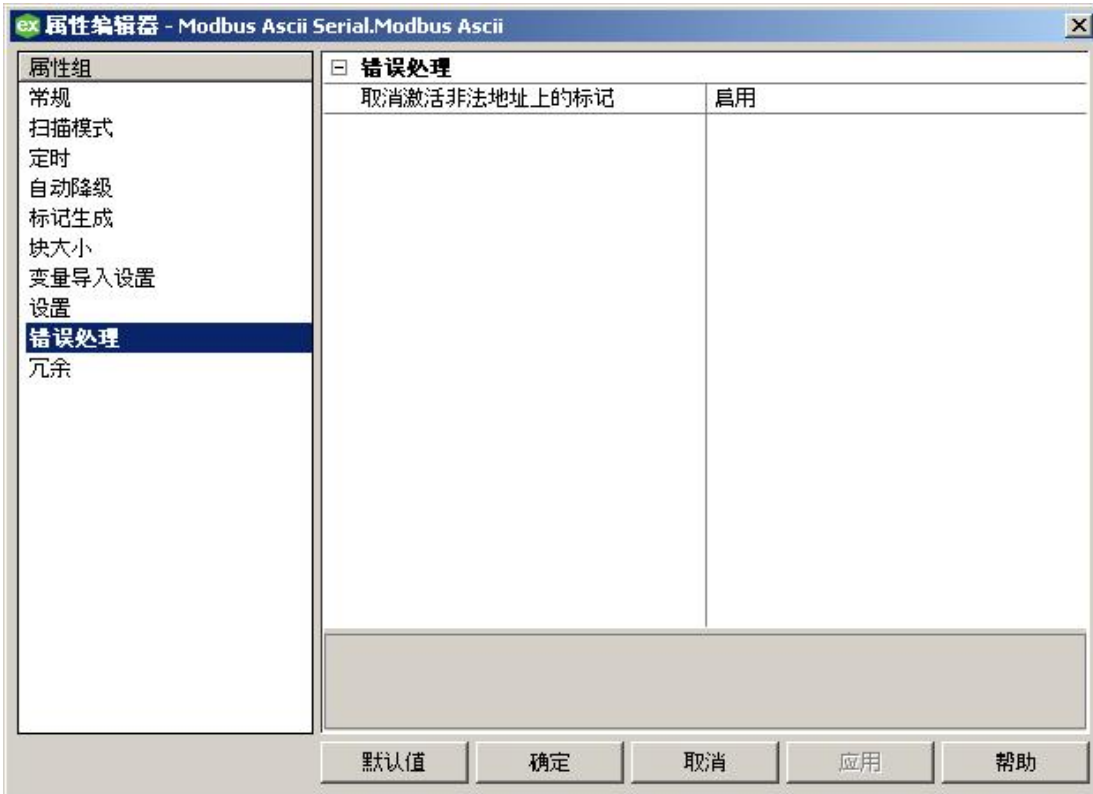 ex 属性编辑器 - Modbus Ascii Serial.Modbus Ascii
属性组
常规
扫描模式
定时
自动降级
标记生成
块大小
变量导入设置
设置
错误处理
冗余
错误处理
取消激活非法地址上的标记 启用
默认值 确定 取消 应用 帮助